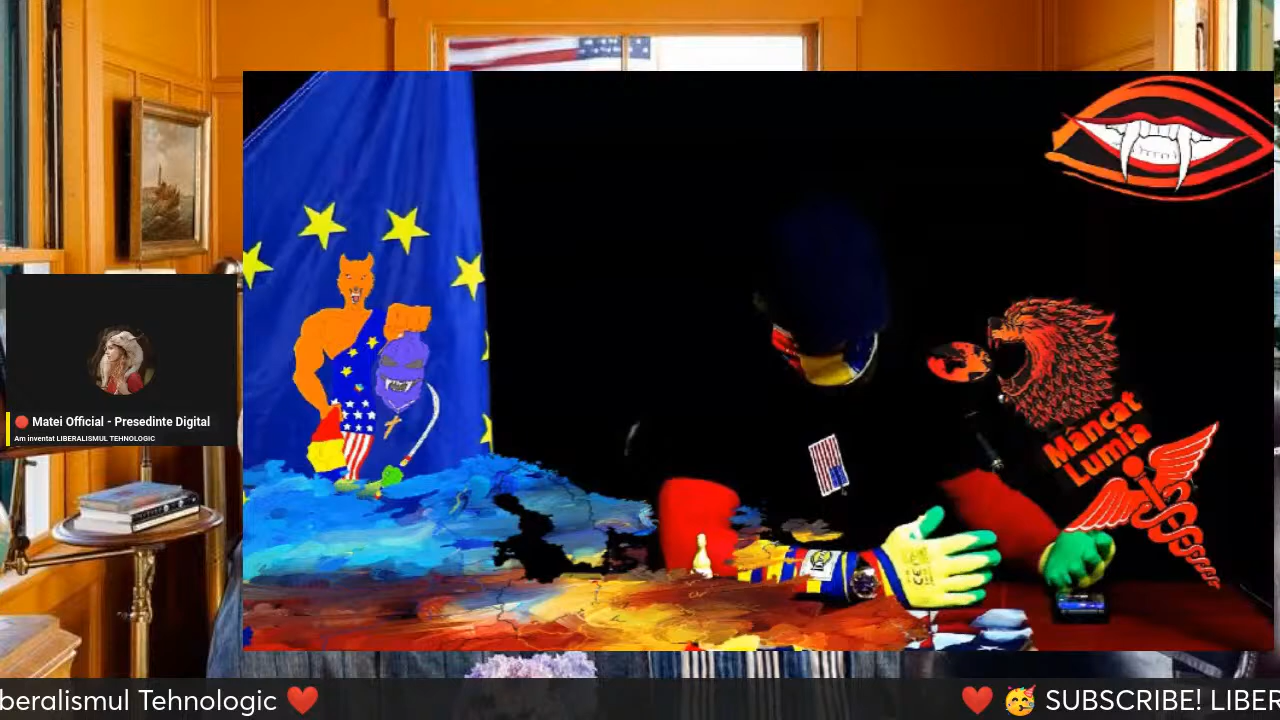 Mâncat
Lumia
🔴 Matei Official - Presedinte Digital
Am inventat LIBERALISMUL TEHNOLOGIC
beralismul Tehnologic ❤️
❤️ 🥳 SUBSCRIBE! LIBER